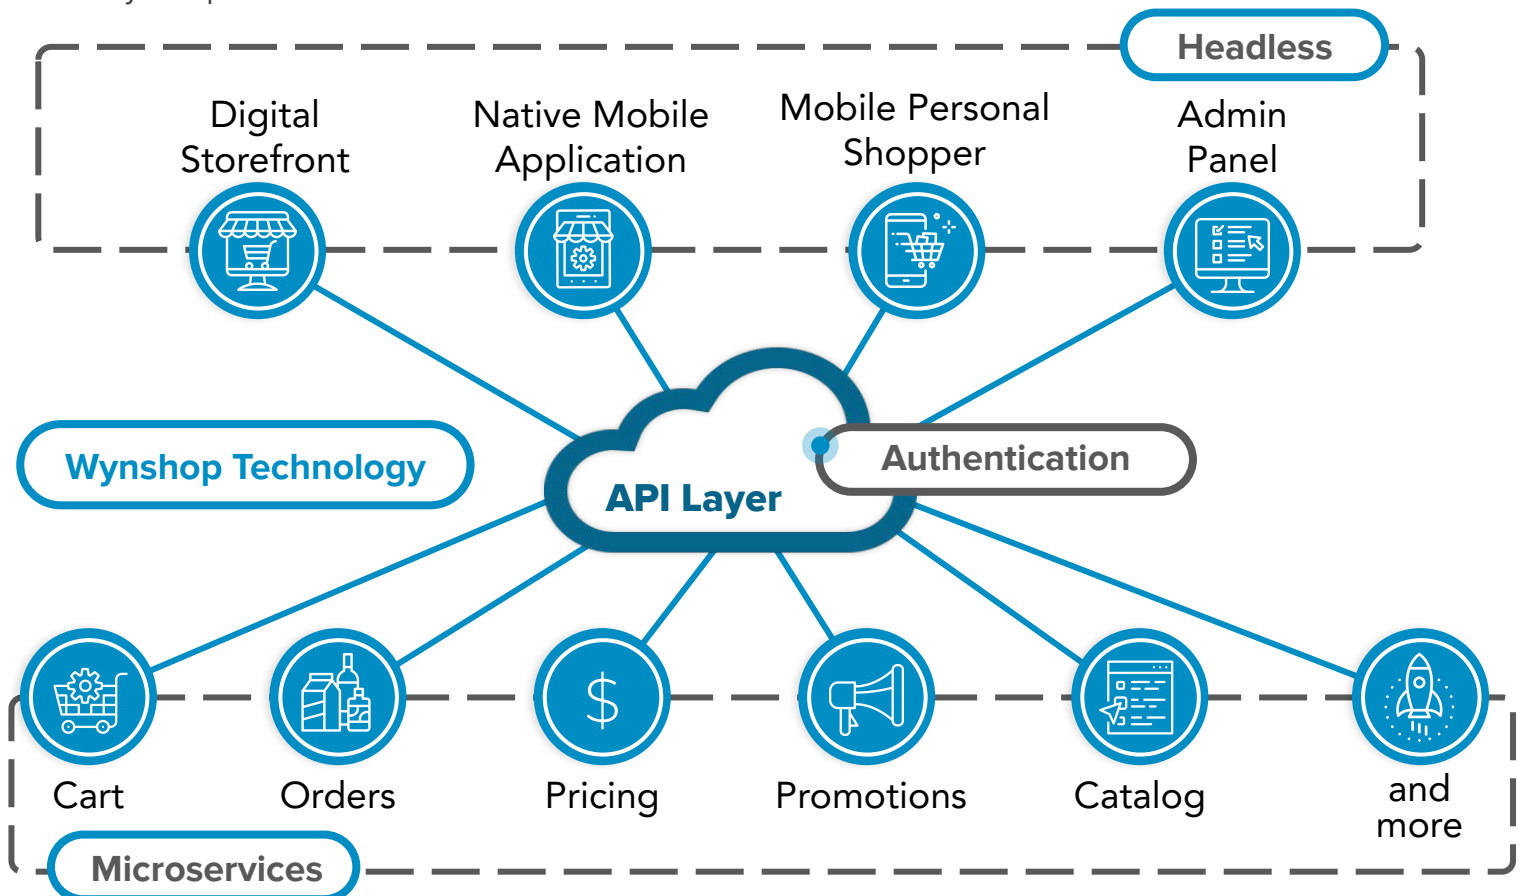 Headless
Digital
Storefront
Native Mobile
Application
Mobile Personal
Shopper
Admin
Panel
Wynshop Technology
API Layer
Authentication
$
Cart
Orders
Pricing
Promotions
Catalog
and
more
Microservices